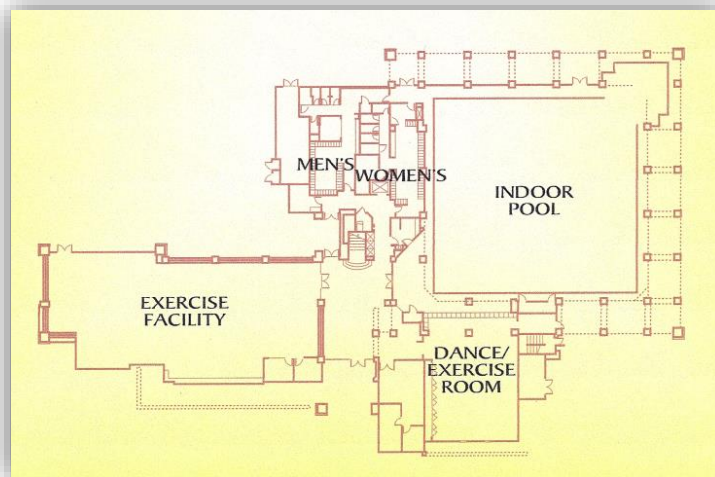 MEN'S
WOMEN'S
INDOOR
POOL
EXERCISE
FACILITY
DANCE/
EXERCISE
ROOM